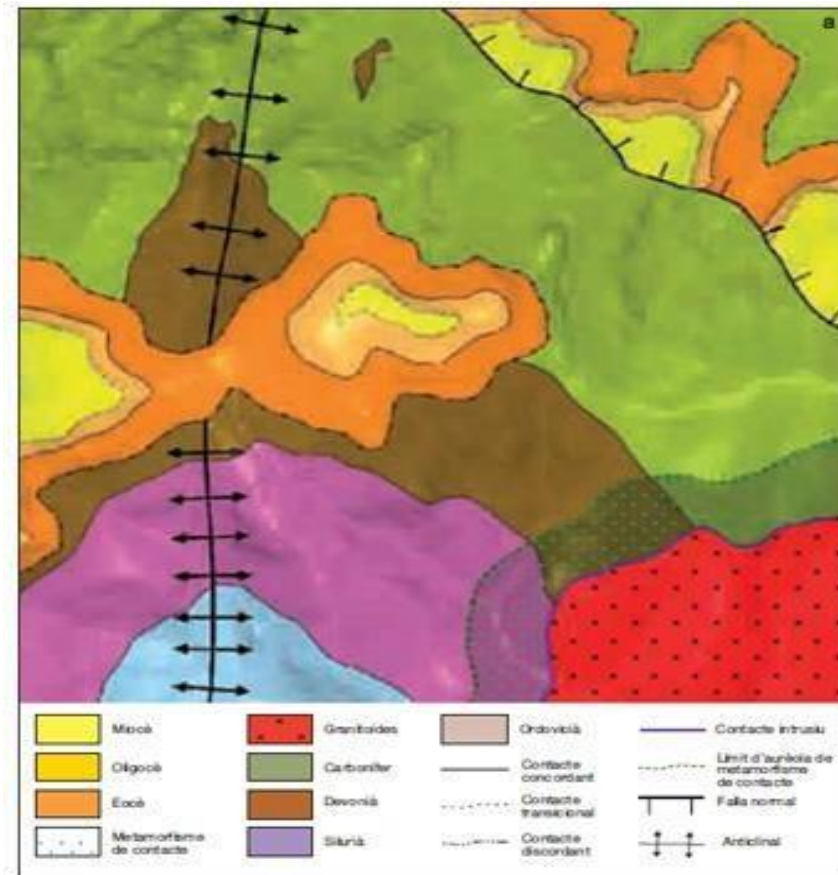 a
Miocè
Oligocè
Eocè
Metamorfisme
de contacte
Granitoides
Carbonífer
Devonià
Silurià
Ordovicià
Contacte
concordant
Contacte
transicional
Contacte
discordant
Contacte intrusiu
Límit d'aurèola de
metamorfisme
de contacte
Falla normal
Anticlinal